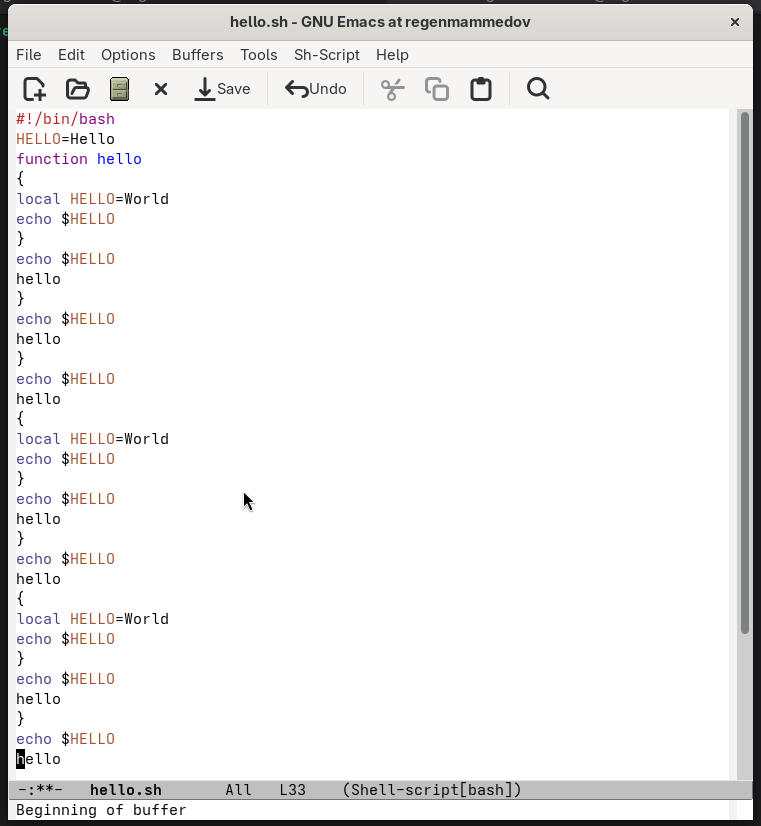 hello.sh - GNU Emacs at regenmammedov
File Edit Options Buffers Tools Sh-Script Help
Save Undo
#!/bin/bash
HELLO=Hello
function hello
{
local HELLO=World
echo $HELLO
}
echo $HELLO
hello
}
echo $HELLO
hello
}
echo $HELLO
hello
{
local HELLO=World
echo $HELLO
}
echo $HELLO
hello
}
echo $HELLO
hello
{
local HELLO=World
echo $HELLO
}
echo $HELLO
hello
}
echo $HELLO
hello
-:**- hello.sh All L33 (Shell-script[bash])
Beginning of buffer